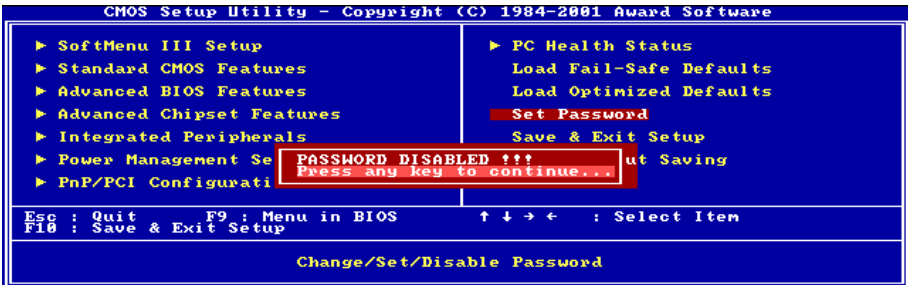 CMOS Setup Utility - Copyright (C) 1984-2001 Award Software
▶ SoftMenu III Setup
▶ Standard CMOS Features
▶ Advanced BIOS Features
▶ Advanced Chipset Features
▶ Integrated Peripherals
▶ Power Management Se
▶ PnP/PCI Configurati
▶ PC Health Status
Load Fail-Safe Defaults
Load Optimized Defaults
Set Password
Save & Exit Setup
ut Saving
PASSWORD DISABLED !!!
Press any key to continue...
Esc : Quit F9 : Menu in BIOS ↑ ↓ → ← : Select Item
F10 : Save & Exit Setup
Change/Set/Disable Password